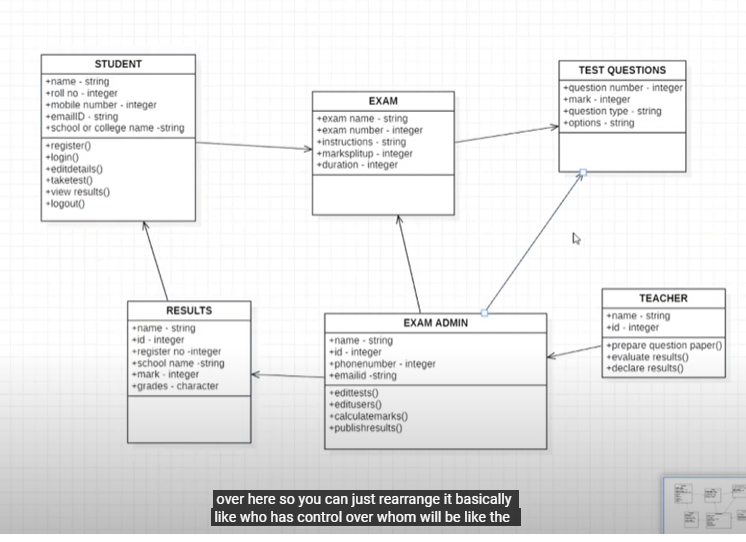 STUDENT
+name - string
+roll no - integer
+mobile number - integer
+emailID - string
+school or college name -string
+register()
+login()
+editdetails()
+taketest()
+view results()
+logout()
EXAM
+exam name - string
+exam number - integer
+instructions - string
+marksplitup - integer
+duration - integer
TEST QUESTIONS
+question number - integer
+mark - integer
+question type - string
+options - string
RESULTS
+name - string
+id - integer
+register no -integer
+school name -string
+mark - integer
+grades - character
EXAM ADMIN
+name - string
+id - integer
+phonenumber - integer
+emailid -string
+edittests()
+editusers()
+calculatemarks()
+publishresults()
TEACHER
+name - string
+id - integer
+prepare question paper()
+evaluate results()
+declare results()
over here so you can just rearrange it basically
like who has control over whom will be like the